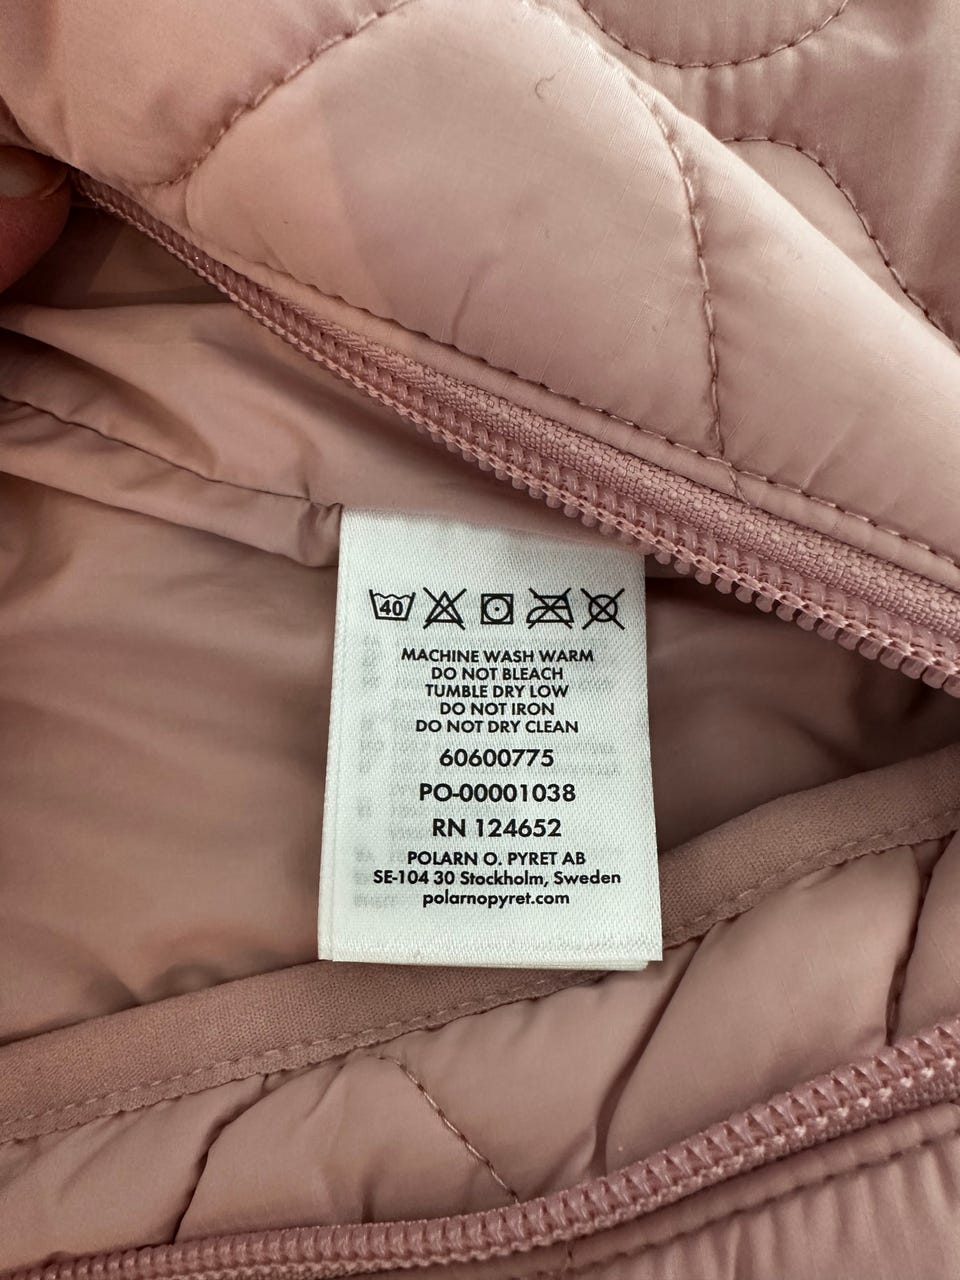 40
MACHINE WASH WARM
DO NOT BLEACH
TUMBLE DRY LOW
DO NOT IRON
DO NOT DRY CLEAN
60600775
PO-00001038
RN 124652
POLARN O. PYRET AB
SE-104 30 Stockholm, Sweden
polarnopyret.com